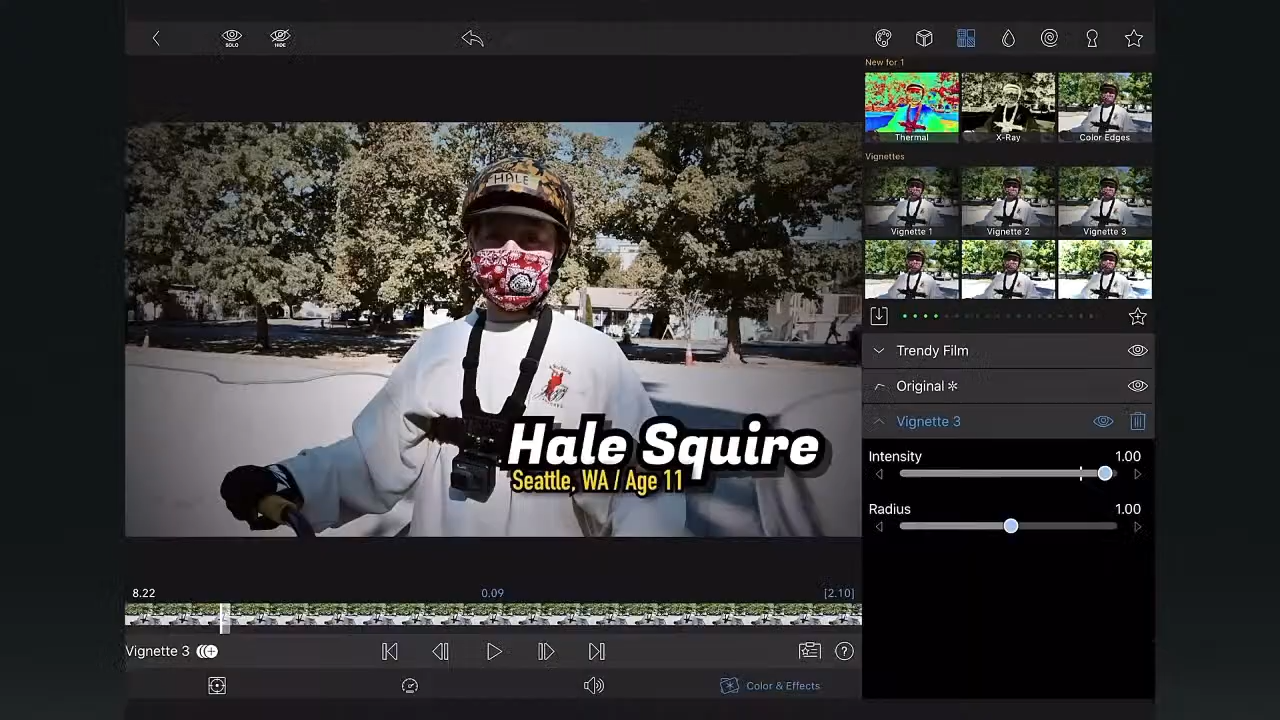 SOLO
HIDE
New for 1
Thermal
X-Ray
Color Edges
Vignettes
Vignette 1
Vignette 2
Vignette 3
HALE
Trendy Film
Original ✻
Vignette 3
Intensity
1.00
Radius
1.00
Hale Squire
Seattle, WA / Age 11
8.22
0.09
[2.10]
Vignette 3
?
Color & Effects